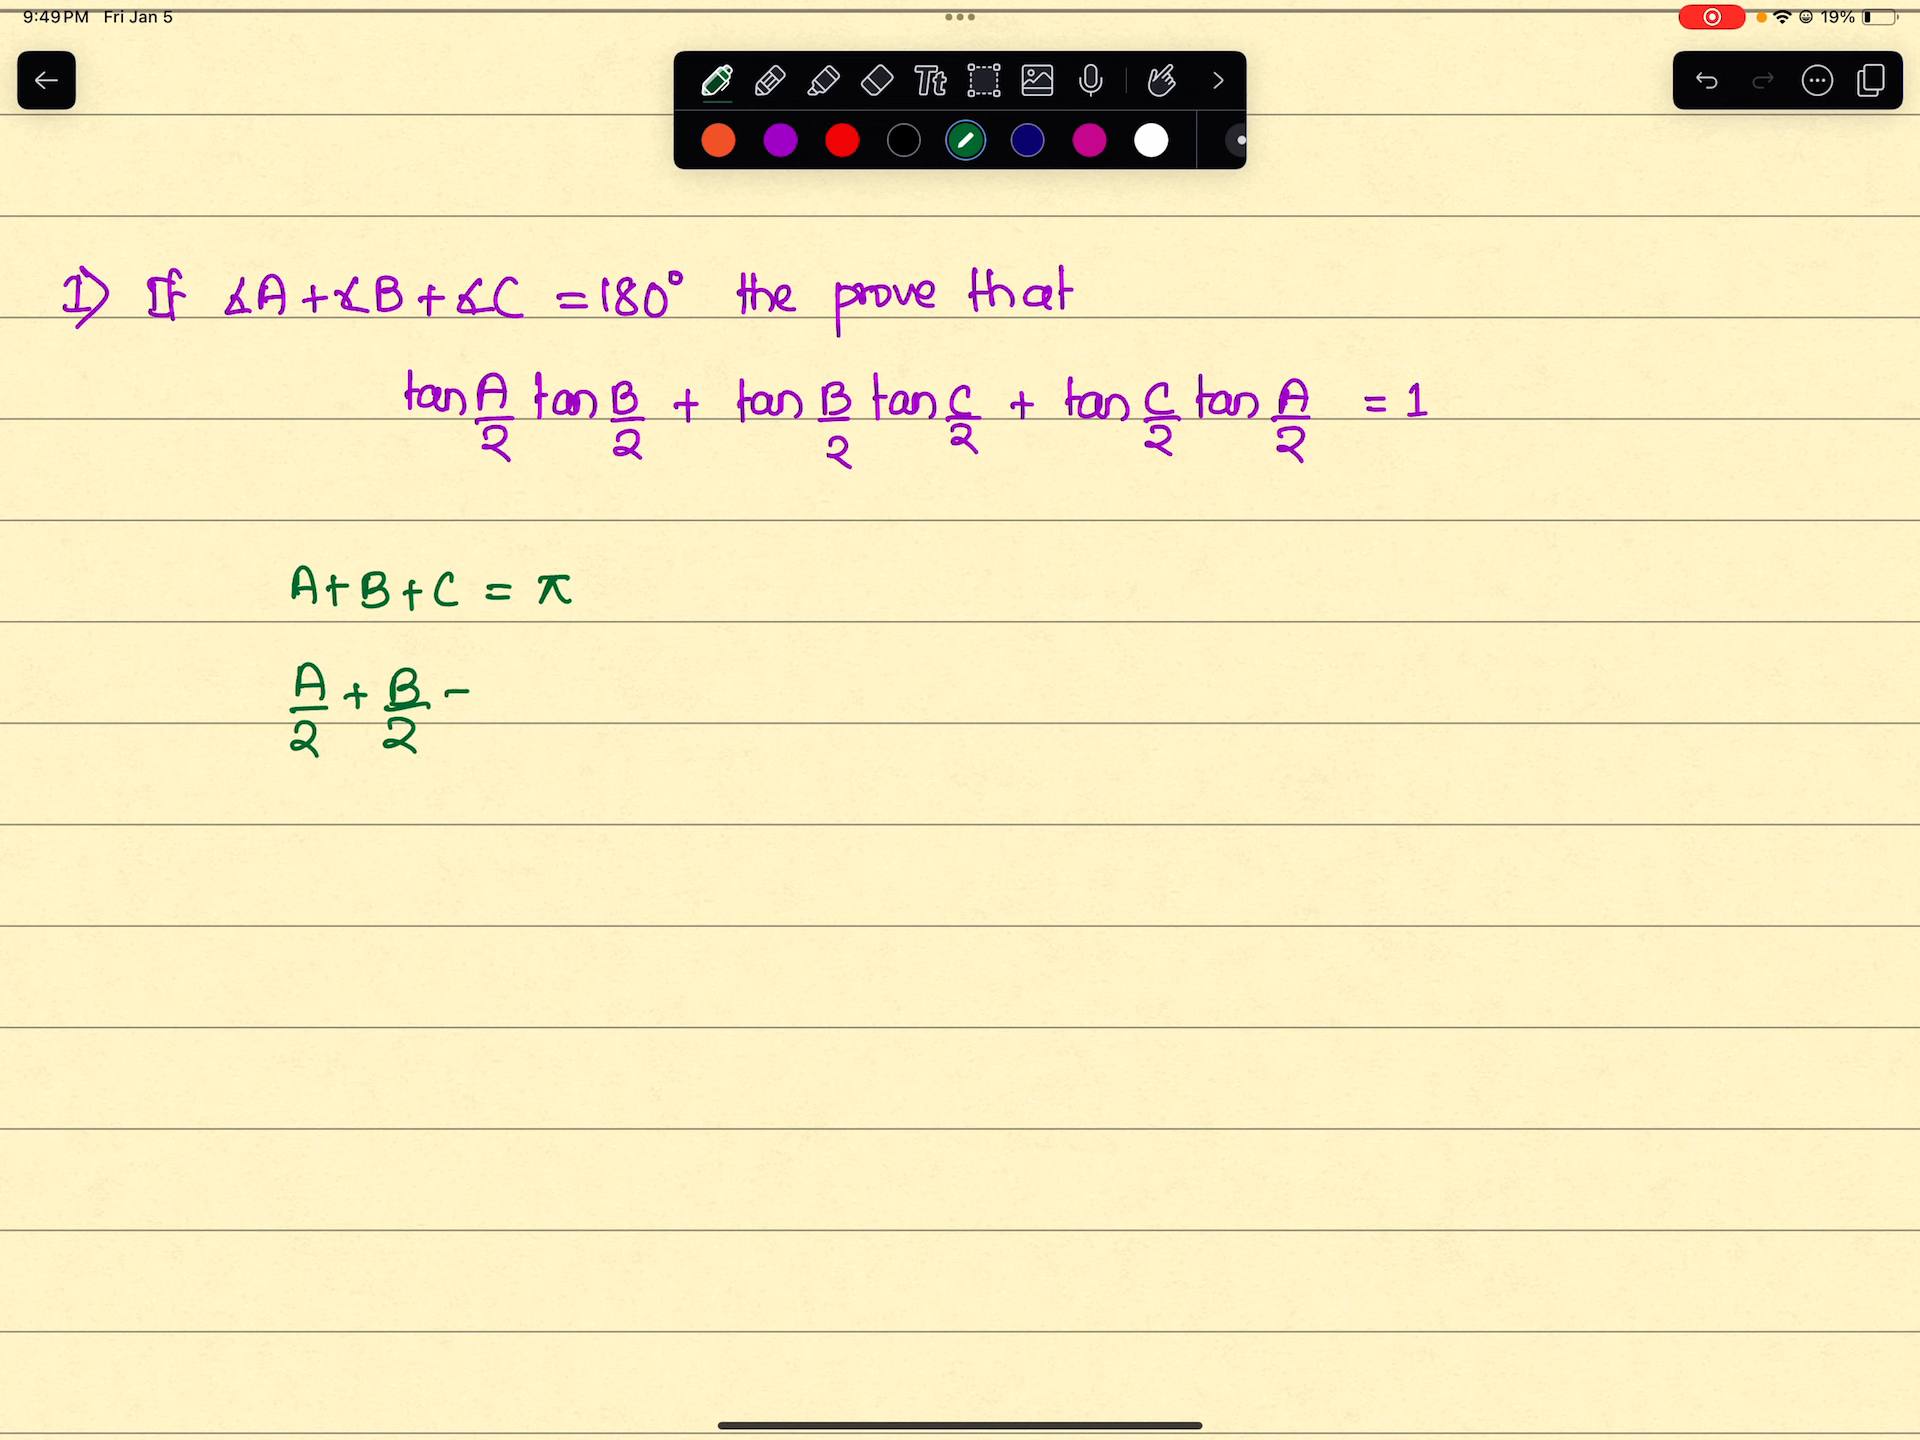 9:49 PM Fri Jan 5
19%
Tt
1) If ∡A+∡B+∡C =180° the prove that
tan A/2 tan B/2 + tan B/2 tan C/2 + tan C/2 tan A/2 = 1
A+B+C = π
A/2 + B/2 -